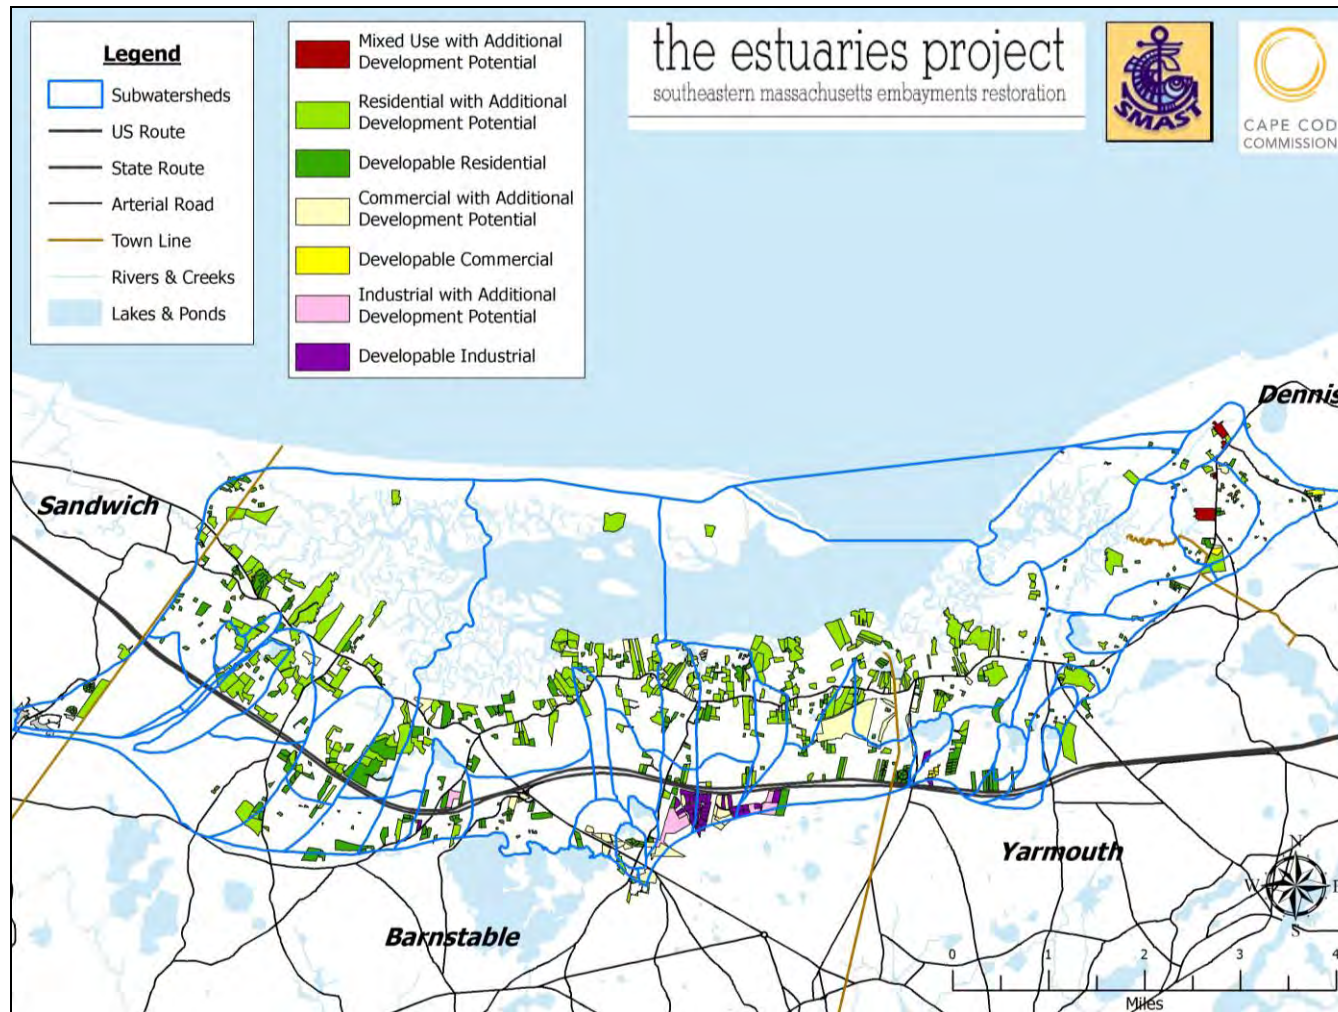 Legend
Subwatersheds
US Route
State Route
Arterial Road
Town Line
Rivers & Creeks
Lakes & Ponds
Mixed Use with Additional
Development Potential
Residential with Additional
Development Potential
Developable Residential
Commercial with Additional
Development Potential
Developable Commercial
Industrial with Additional
Development Potential
Developable Industrial
the estuaries project
southeastern massachusetts embayments restoration
SMAST
CAPE COD
COMMISSION
Dennis
Sandwich
Yarmouth
Barnstable
N
W
E
S
0 1 2 3 4
Miles